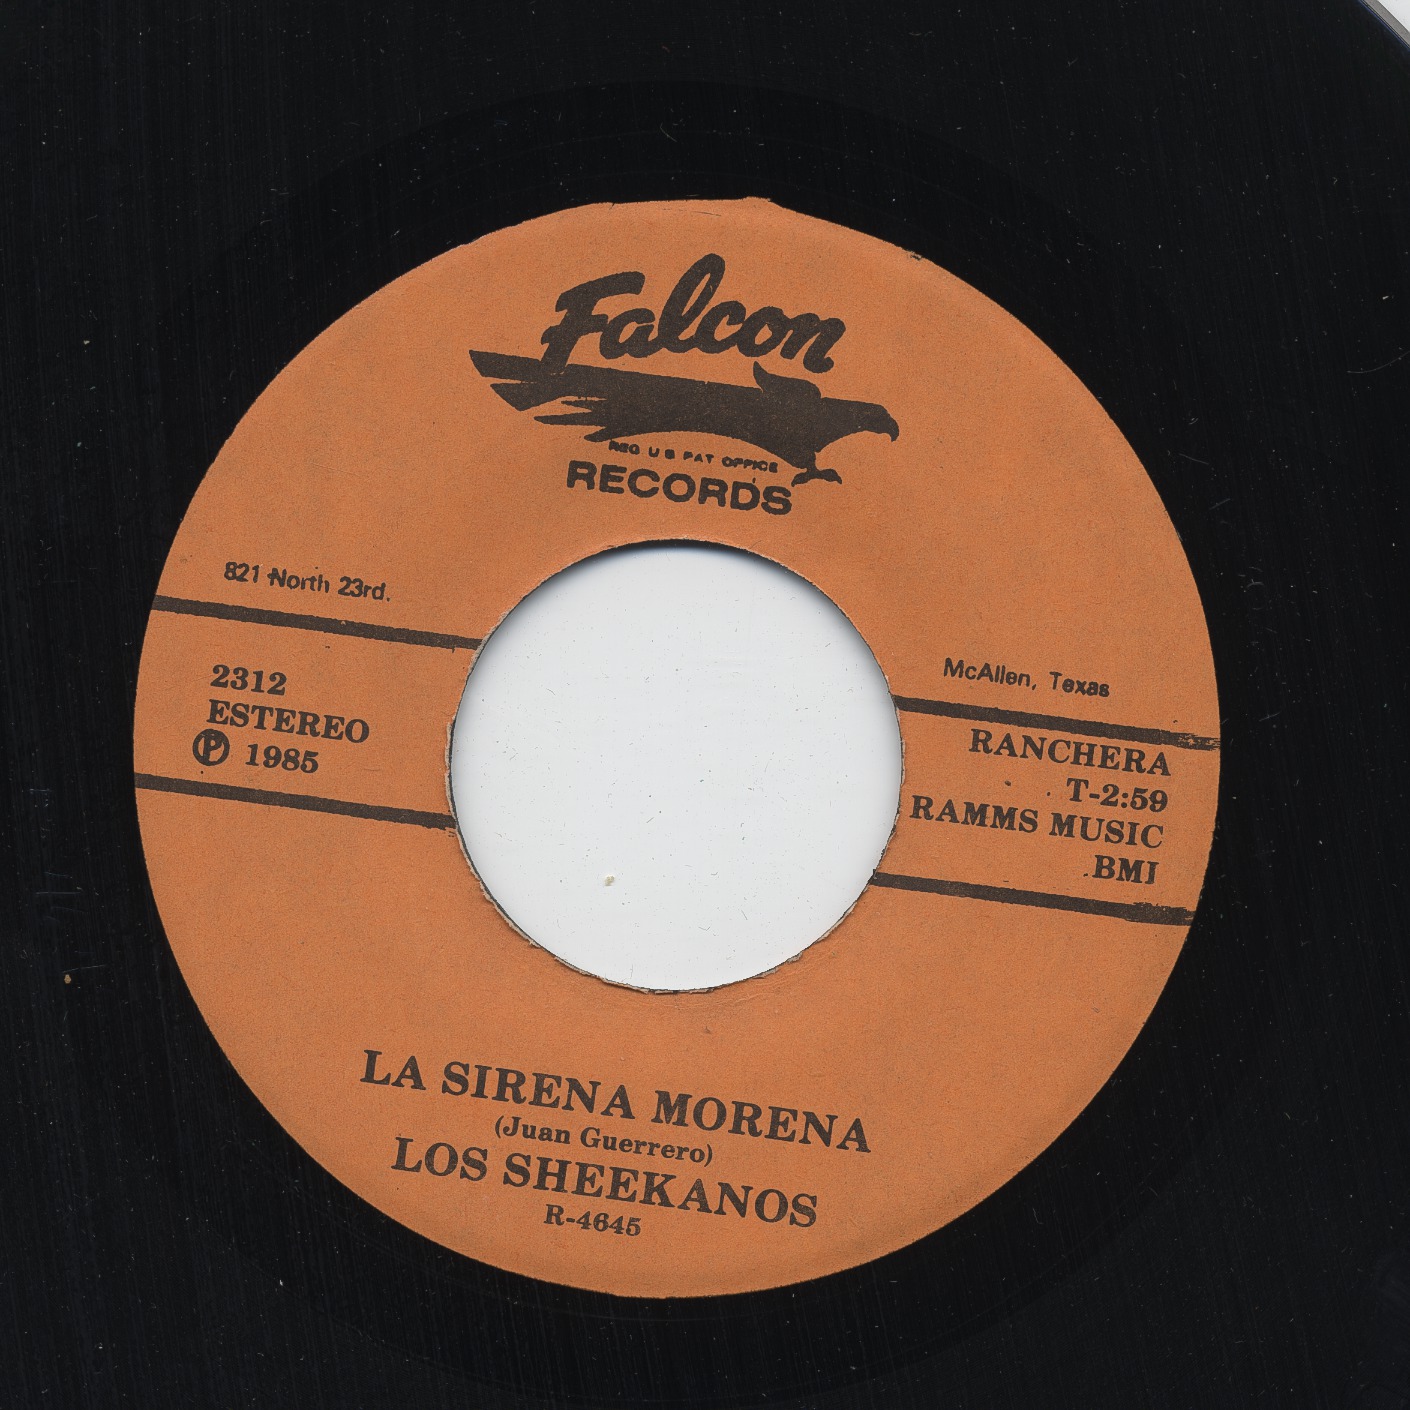 Falcon
REG U S PAT OFFICE
RECORDS
821 North 23rd.
McAllen, Texas
2312
ESTEREO
Ⓟ 1985
RANCHERA
T-2:59
RAMMS MUSIC
BMI
LA SIRENA MORENA
(Juan Guerrero)
LOS SHEEKANOS
R-4645